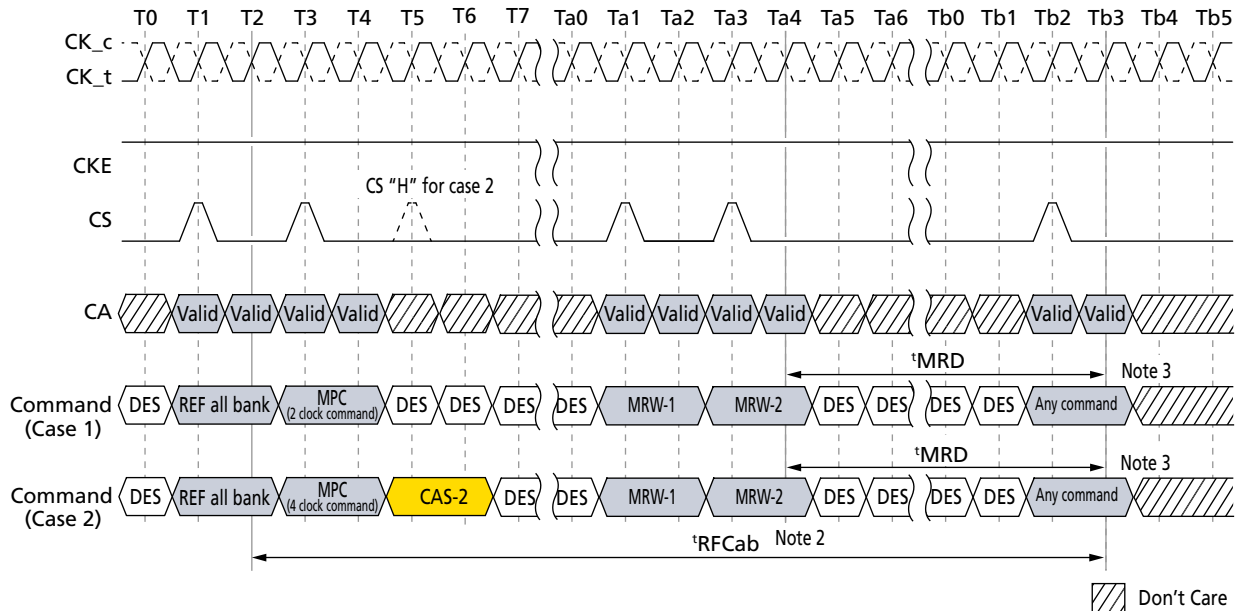 T0 T1 T2 T3 T4 T5 T6 T7 Ta0 Ta1 Ta2 Ta3 Ta4 Ta5 Ta6 Tb0 Tb1 Tb2 Tb3 Tb4 Tb5
CK_c
CK_t
CKE
CS "H" for case 2
CS
CA Valid Valid Valid Valid Valid Valid Valid Valid Valid Valid
tMRD Note 3
Command (Case 1) DES REF all bank MPC (2 clock command) DES DES DES DES MRW-1 MRW-2 DES DES DES DES Any command
tMRD Note 3
Command (Case 2) DES REF all bank MPC (4 clock command) CAS-2 DES DES MRW-1 MRW-2 DES DES DES DES Any command
tRFCab Note 2
Don't Care